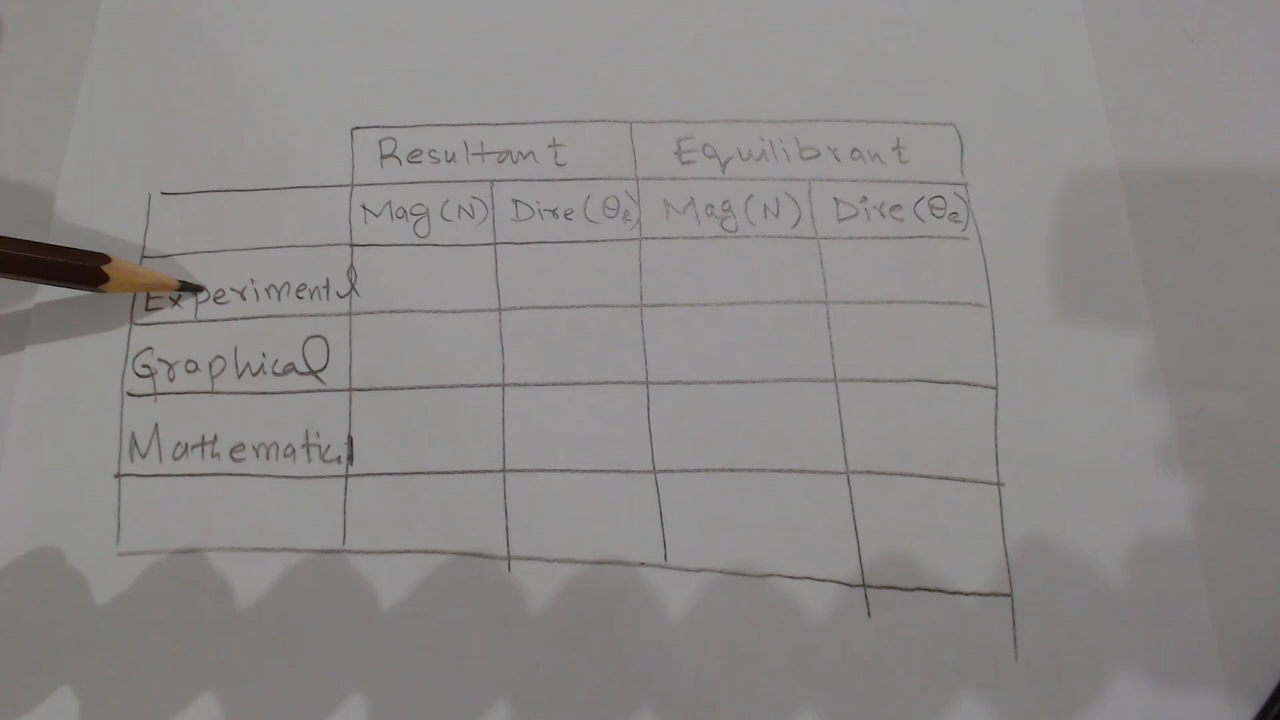 Resultant Equilibrant
Mag(N) Dire(θR) Mag(N) Dire(θe)
Experimental
Graphical
Mathematical